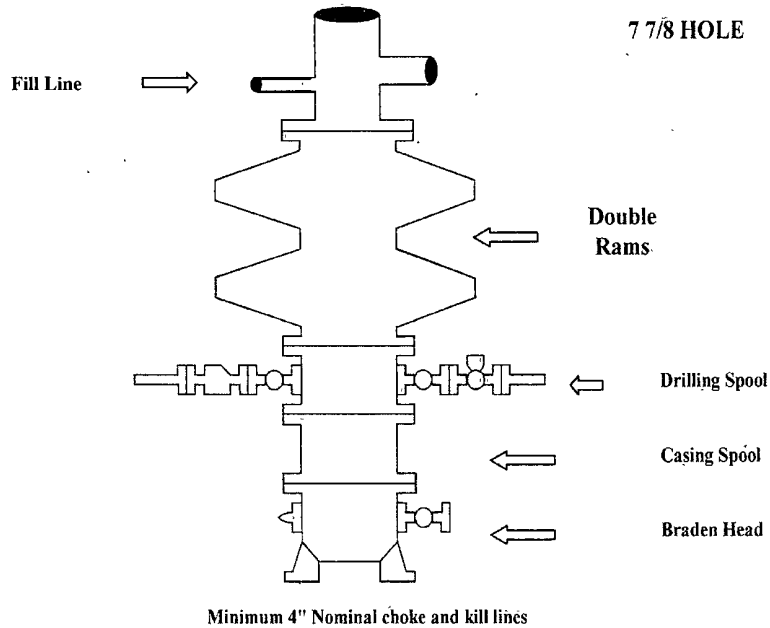 7 7/8 HOLE
Fill Line
Double
Rams
Drilling Spool
Casing Spool
Braden Head
Minimum 4" Nominal choke and kill lines